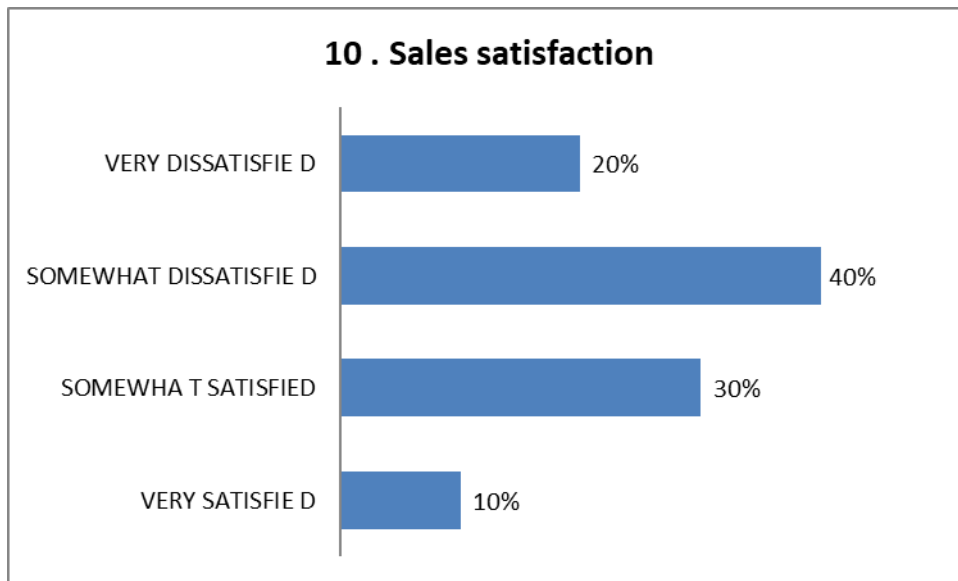 10 . Sales satisfaction
VERY DISSATISFIE D
20%
SOMEWHAT DISSATISFIE D
40%
SOMEWHA T SATISFIED
30%
VERY SATISFIE D
10%